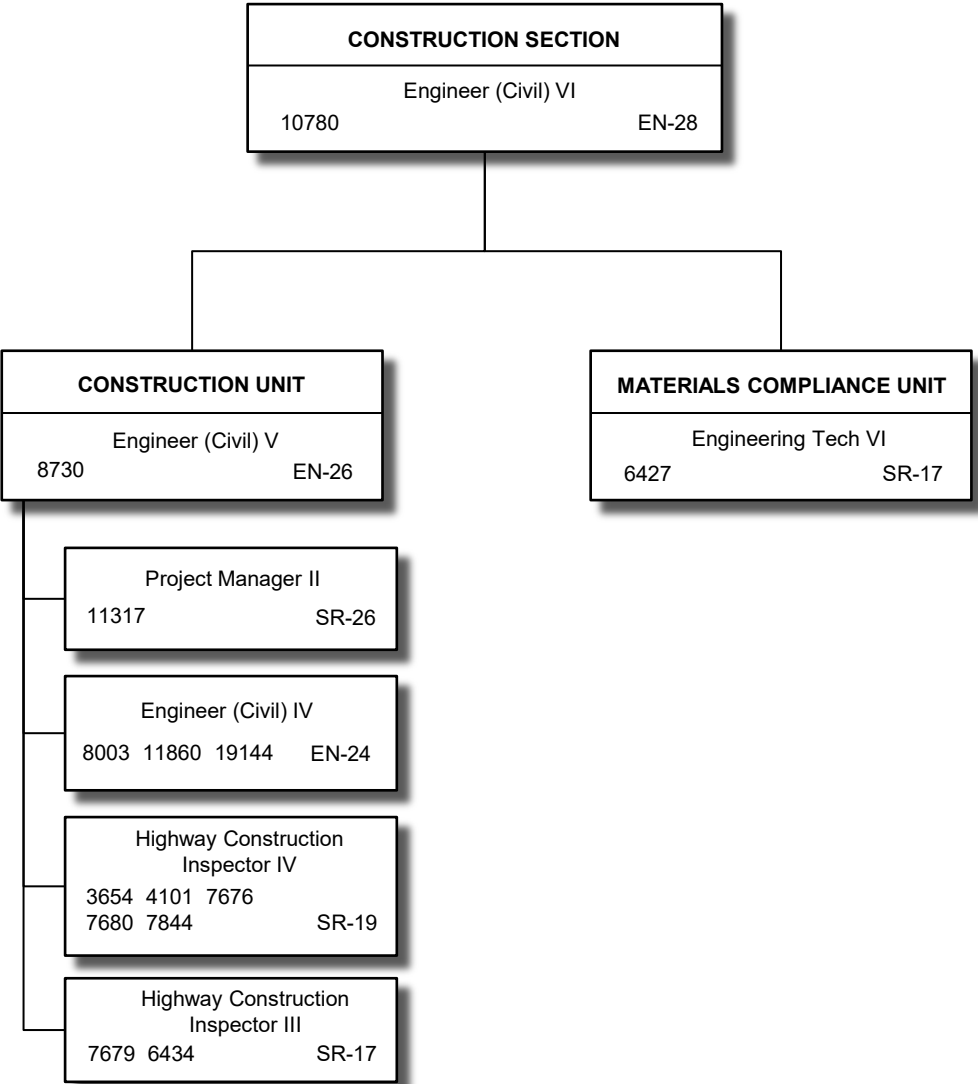 CONSTRUCTION SECTION
Engineer (Civil) VI
10780 EN-28
CONSTRUCTION UNIT
Engineer (Civil) V
8730 EN-26
MATERIALS COMPLIANCE UNIT
Engineering Tech VI
6427 SR-17
Project Manager II
11317 SR-26
Engineer (Civil) IV
8003 11860 19144 EN-24
Highway Construction
Inspector IV
3654 4101 7676
7680 7844 SR-19
Highway Construction
Inspector III
7679 6434 SR-17